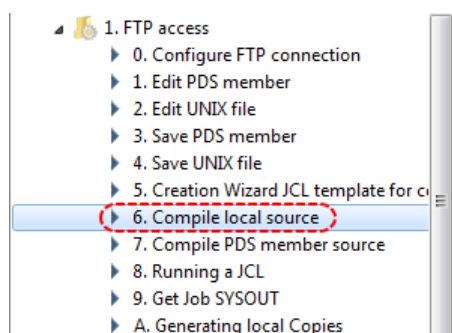 1. FTP access
0. Configure FTP connection
1. Edit PDS member
2. Edit UNIX file
3. Save PDS member
4. Save UNIX file
5. Creation Wizard JCL template for
6. Compile local source
7. Compile PDS member source
8. Running a JCL
9. Get Job SYSOUT
A. Generating local Copies